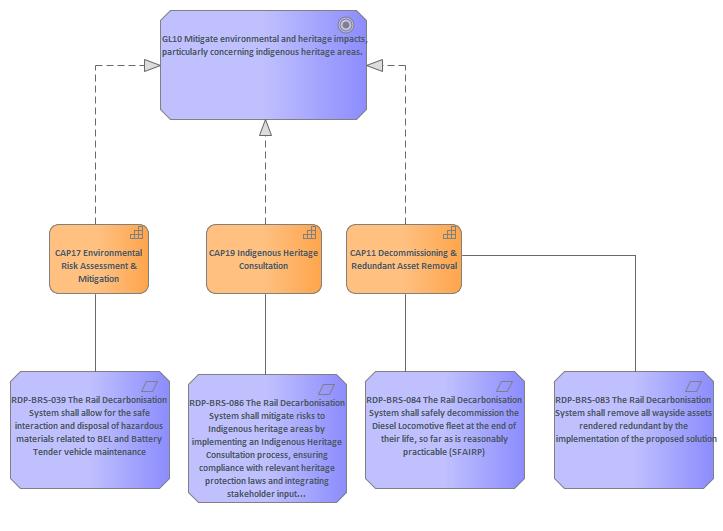 GL10 Mitigate environmental and heritage impacts,
particularly concerning indigenous heritage areas.
CAP17 Environmental
Risk Assessment &
Mitigation
CAP19 Indigenous Heritage
Consultation
CAP11 Decommissioning &
Redundant Asset Removal
RDP-BRS-039 The Rail Decarbonisation
System shall allow for the safe
interaction and disposal of hazardous
materials related to BEL and Battery
Tender vehicle maintenance
RDP-BRS-086 The Rail Decarbonisation
System shall mitigate risks to
Indigenous heritage areas by
implementing an Indigenous Heritage
Consultation process, ensuring
compliance with relevant heritage
protection laws and integrating
stakeholder input...
RDP-BRS-084 The Rail Decarbonisation
System shall safely decommission the
Diesel Locomotive fleet at the end of
their life, so far as is reasonably
practicable (SFAIRP)
RDP-BRS-083 The Rail Decarbonisation
System shall remove all wayside assets
rendered redundant by the
implementation of the proposed solution